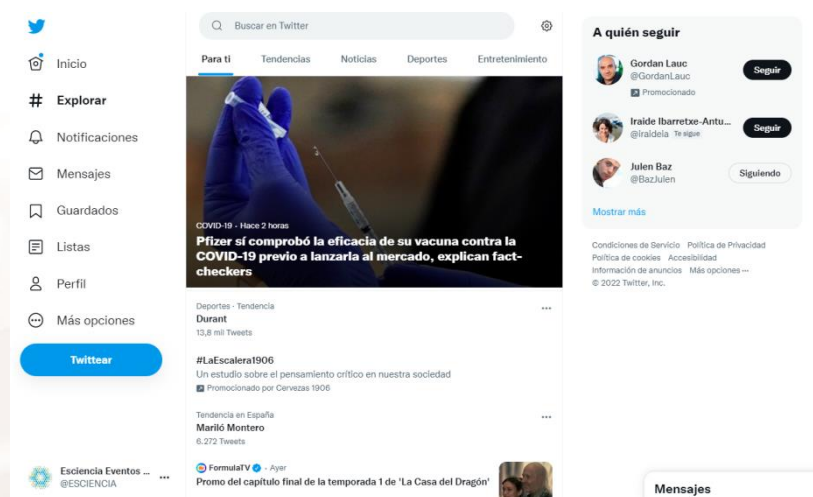 Inicio
Explorar
Notificaciones
Mensajes
Guardados
Listas
Perfil
Más opciones
Twittear
Esciencia Eventos ...
@ESCIENCIA
Buscar en Twitter
Para ti
Tendencias
Noticias
Deportes
Entretenimiento
COVID-19 · Hace 2 horas
Pfizer sí comprobó la eficacia de su vacuna contra la
COVID-19 previo a lanzarla al mercado, explican fact-
checkers
Deportes · Tendencia
Durant
13,8 mil Tweets
#LaEscalera1906
Un estudio sobre el pensamiento crítico en nuestra sociedad
Promocionado por Cervezas 1906
Tendencia en España
Mariló Montero
6.272 Tweets
FormulaTV · Ayer
Promo del capítulo final de la temporada 1 de 'La Casa del Dragón'
A quién seguir
Gordan Lauc
@GordanLauc
Promocionado
Seguir
Iraide Ibarretxe-Antu...
@iraideia Te sigue
Seguir
Julen Baz
@BazJulen
Siguiendo
Mostrar más
Condiciones de Servicio Política de Privacidad
Política de cookies Accesibilidad
Información de anuncios Más opciones ···
© 2022 Twitter, Inc.
Mensajes